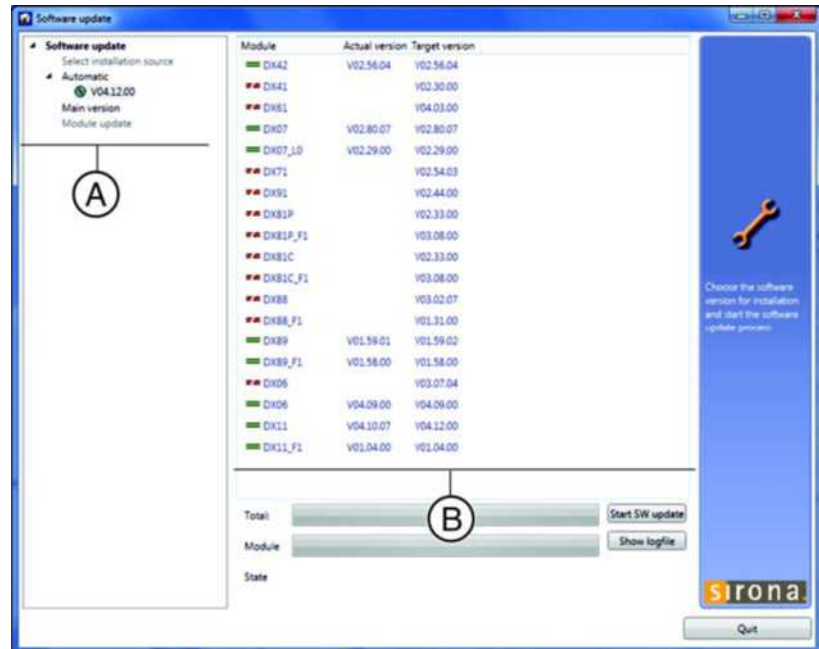 Software update
Software update
Select installation source
Automatic
V04.12.00
Main version
Module update
A
Module Actual version Target version
DX42 V02.56.04 V02.56.04
DX41 V02.30.00
DX61 V04.03.00
DX07 V02.80.07 V02.80.07
DX07_L0 V02.29.00 V02.29.00
DX71 V02.54.03
DX91 V02.44.00
DX81P V02.33.00
DX81P_F1 V03.08.00
DX81C V02.33.00
DX81C_F1 V03.08.00
DX88 V03.02.07
DX88_F1 V01.31.00
DX89 V01.59.01 V01.59.02
DX89_F1 V01.58.00 V01.58.00
DX06 V03.07.04
DX06 V04.09.00 V04.09.00
DX11 V04.10.07 V04.12.00
DX11_F1 V01.04.00 V01.04.00
B
Total:
Start SW update
Module
Show logfile
State
Choose the software
version for installation
and start the software
update process
sirona.
Quit